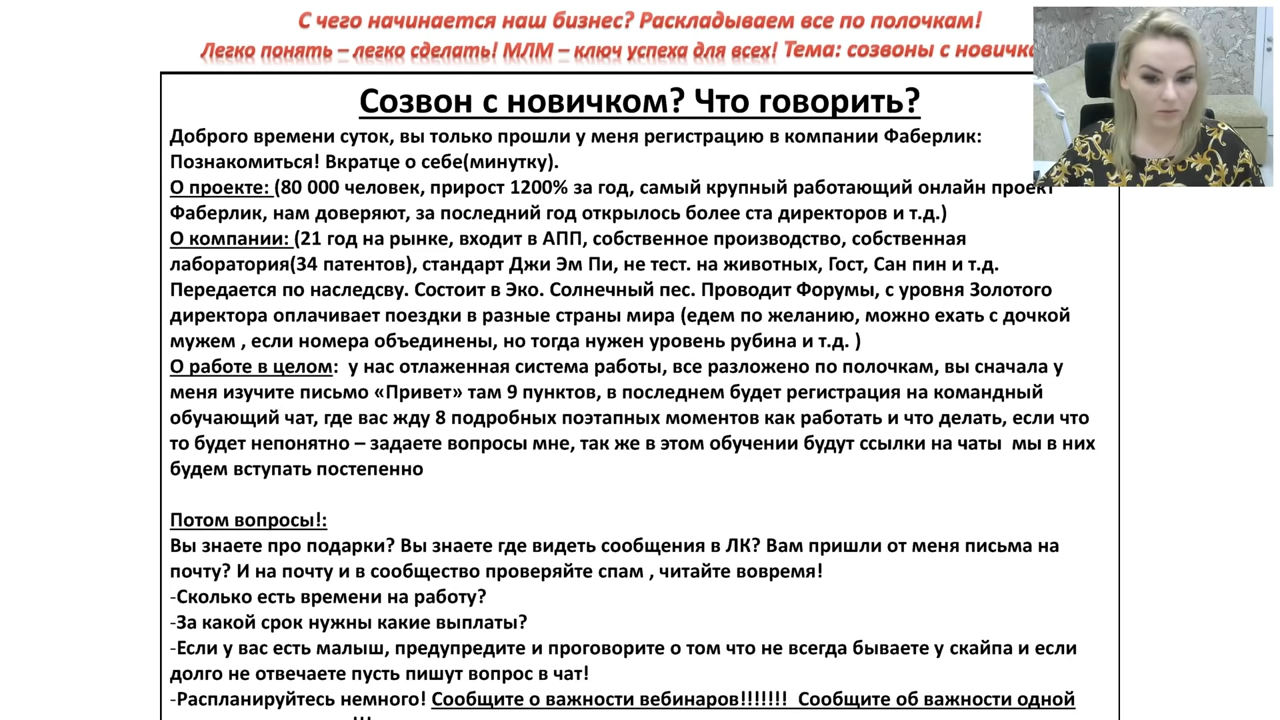 С чего начинается наш бизнес? Раскладываем все по полочкам!
Легко понять – легко сделать! МЛМ – ключ успеха для всех! Тема: созвоны с
Созвон с новичком? Что говорить?
Доброго времени суток, вы только прошли у меня регистрацию в компании Фаберлик:
Познакомиться! Вкратце о себе(минутку).
О проекте: (80 000 человек, прирост 1200% за год, самый крупный работающий онлайн проект
Фаберлик, нам доверяют, за последний год открылось более ста директоров и т.д.)
О компании: (21 год на рынке, входит в АПП, собственное производство, собственная
лаборатория(34 патентов), стандарт Джи Эм Пи, не тест. на животных, Гост, Сан пин и т.д.
Передается по наследсву. Состоит в Эко. Солнечный пес. Проводит Форумы, с уровня Золотого
директора оплачивает поездки в разные страны мира (едем по желанию, можно ехать с дочкой
мужем , если номера объединены, но тогда нужен уровень рубина и т.д. )
О работе в целом:  у нас отлаженная система работы, все разложено по полочкам, вы сначала у
меня изучите письмо «Привет» там 9 пунктов, в последнем будет регистрация на командный
обучающий чат, где вас жду 8 подробных поэтапных моментов как работать и что делать, если что
то будет непонятно – задаете вопросы мне, так же в этом обучении будут ссылки на чаты  мы в них
будем вступать постепенно
Потом вопросы!:
Вы знаете про подарки? Вы знаете где видеть сообщения в ЛК? Вам пришли от меня письма на
почту? И на почту и в сообщество проверяйте спам , читайте вовремя!
-Сколько есть времени на работу?
-За какой срок нужны какие выплаты?
-Если у вас есть малыш, предупредите и проговорите о том что не всегда бываете у скайпа и если
долго не отвечаете пусть пишут вопрос в чат!
-Распланируйтесь немного! Сообщите о важности вебинаров!!!!!!!  Сообщите об важности одной